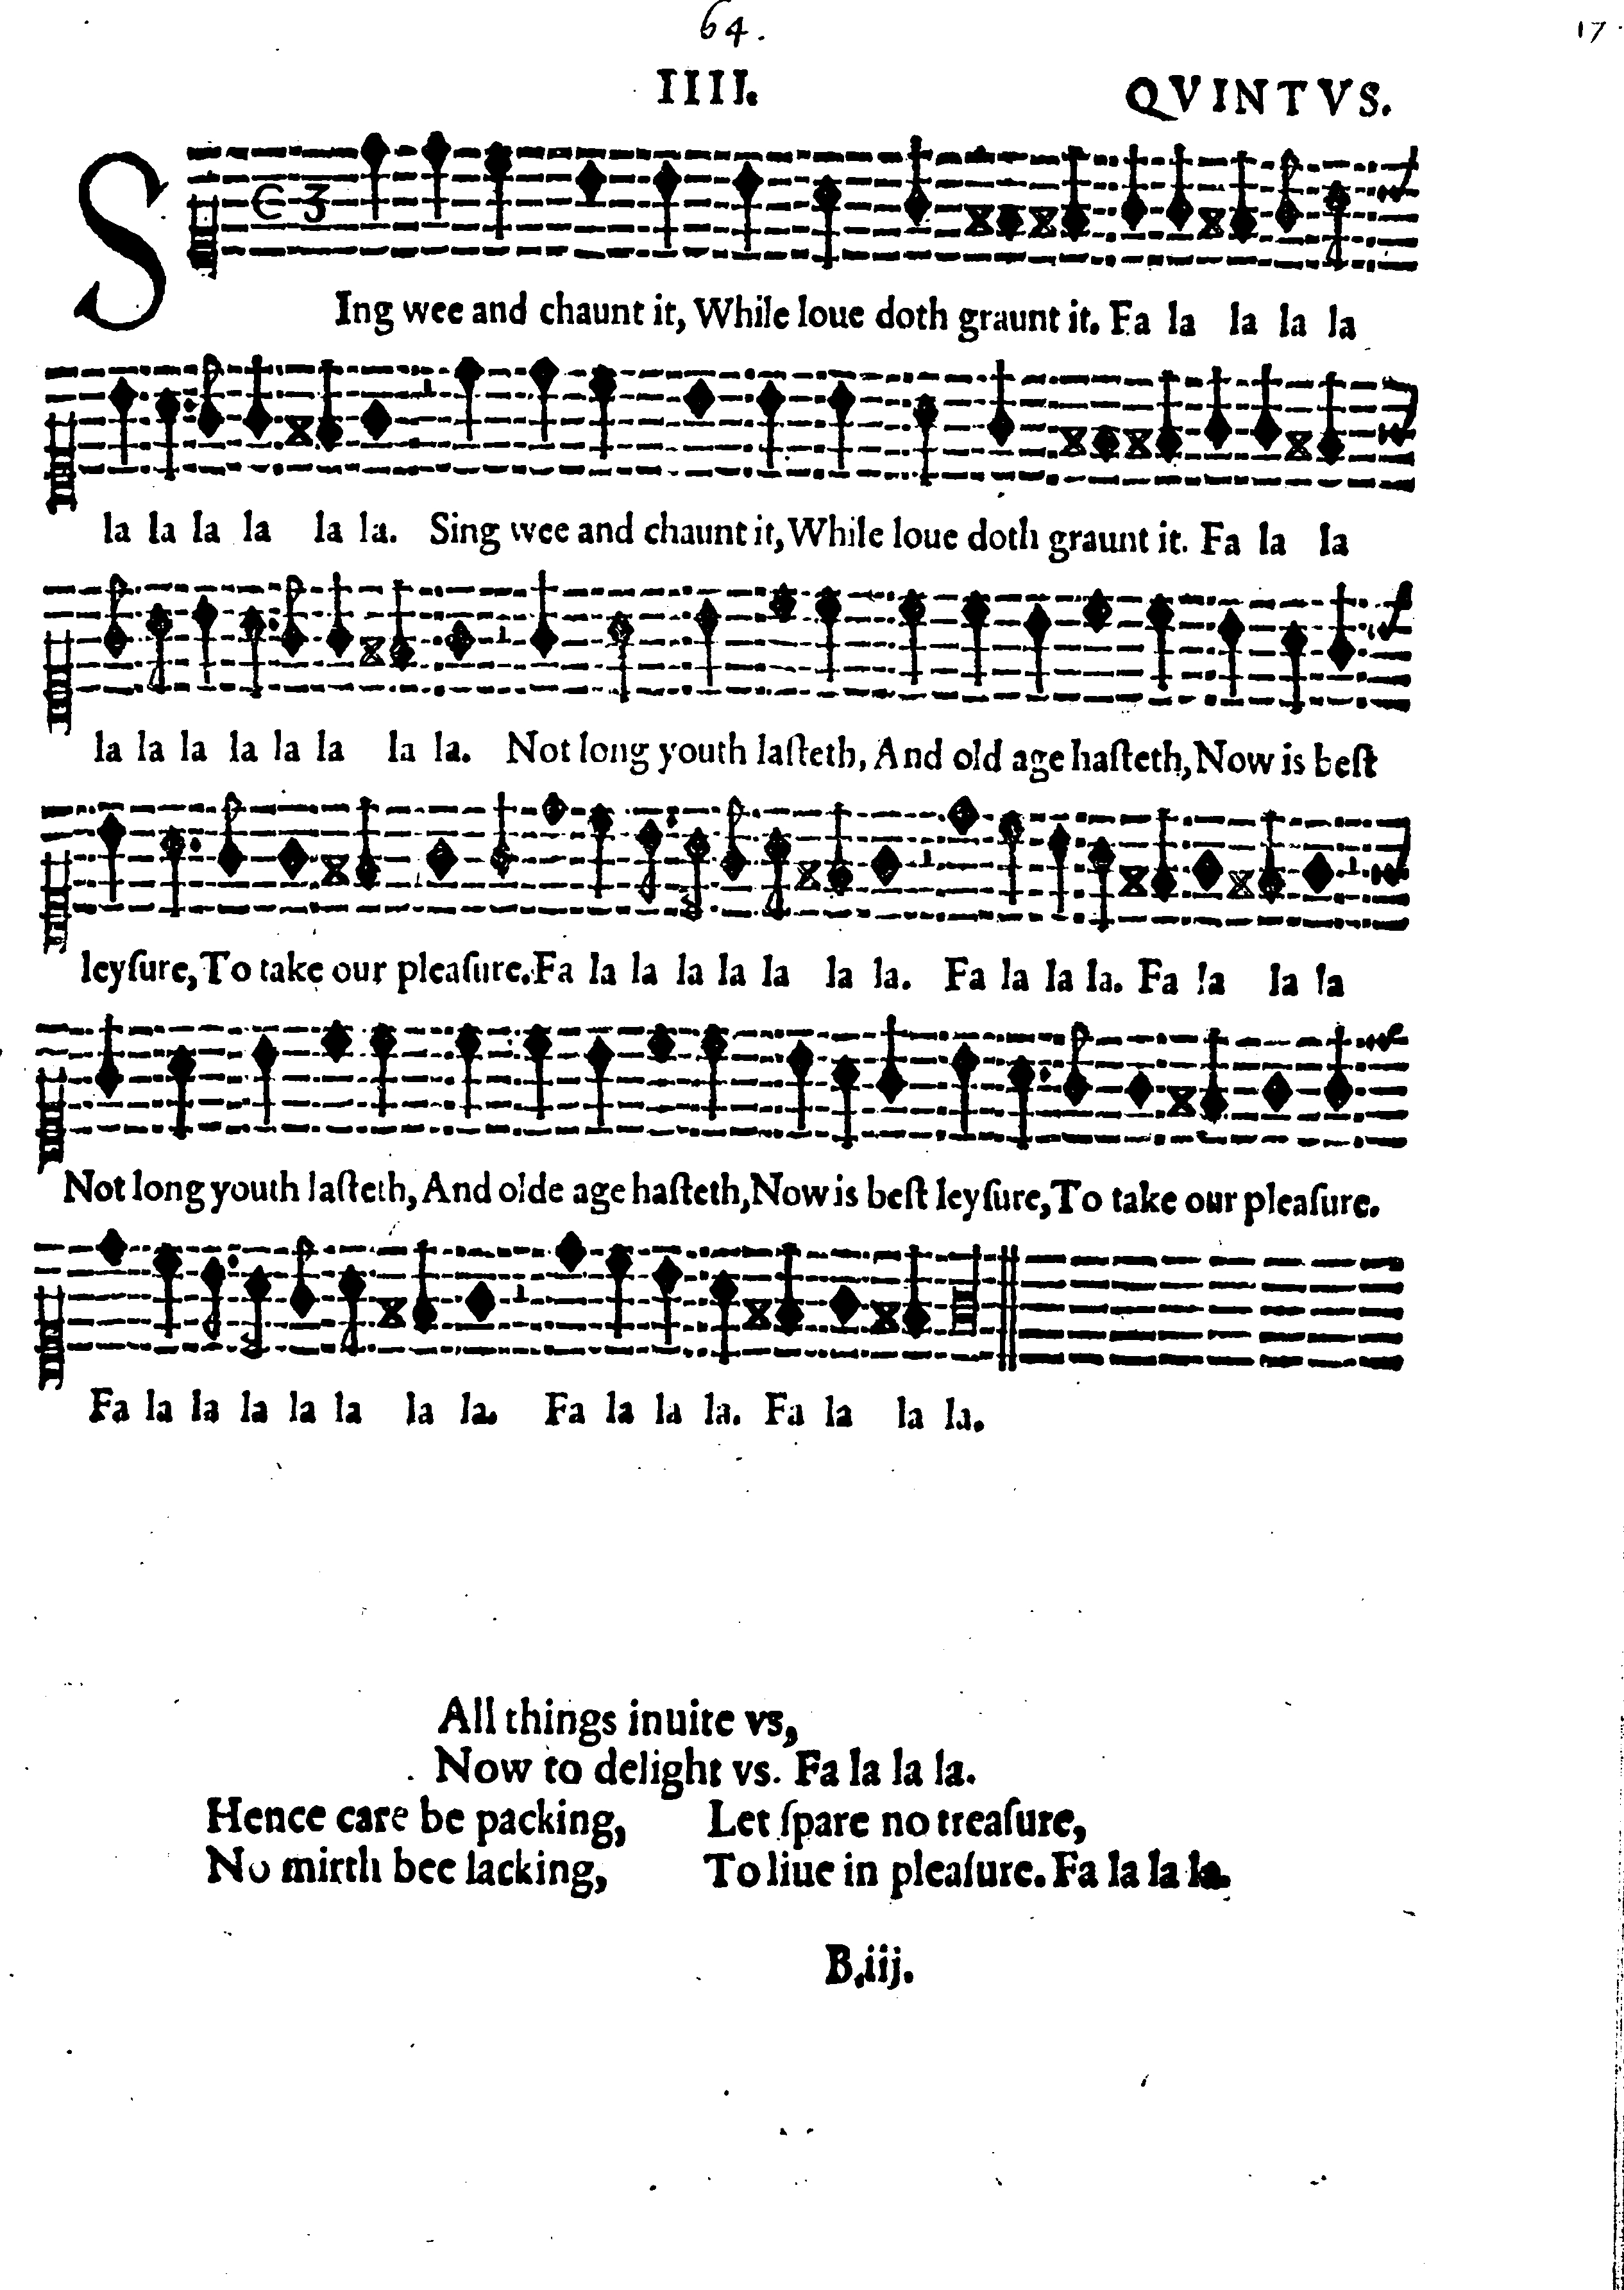 64.
17
IIII. QVINTVS.
SIng wee and chaunt it, While loue doth graunt it. Fa la la la la
la la la la la la. Sing wee and chaunt it, While loue doth graunt it. Fa la la
la la la la la la la la. Not long youth laſteth, And old age haſteth, Now is beſt
leyſure, To take our pleaſure. Fa la la la la la la la. Fa la la la. Fa la la la
Not long youth laſteth, And olde age haſteth, Now is beſt leyſure, To take our pleaſure.
Fa la la la la la la la. Fa la la la. Fa la la la.
All things inuite vs,
Now to delight vs. Fa la la la.
Hence care be packing,
No mirth bee lacking,
Let ſpare no treaſure,
To liue in pleaſure. Fa la la la.
B.iij.